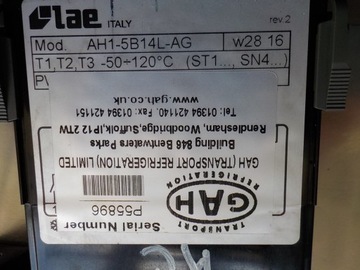 lae
ITALY
rev.2
Mod. AH1-5B14L-AG w28 16
T1,T2,T3 -50÷120°C (ST1..., SN4...)
GAH
TRANSPORT
REFRIGERATION
Serial Number
P55896
GAH (TRANSPORT REFRIGERATION) LIMITED
Building 846 Bentwaters Parks
Rendlesham, Woodbridge,Suffolk,IP12 2TW
Tel: 01394 421140 Fax: 01394 421151
www.gah.co.uk